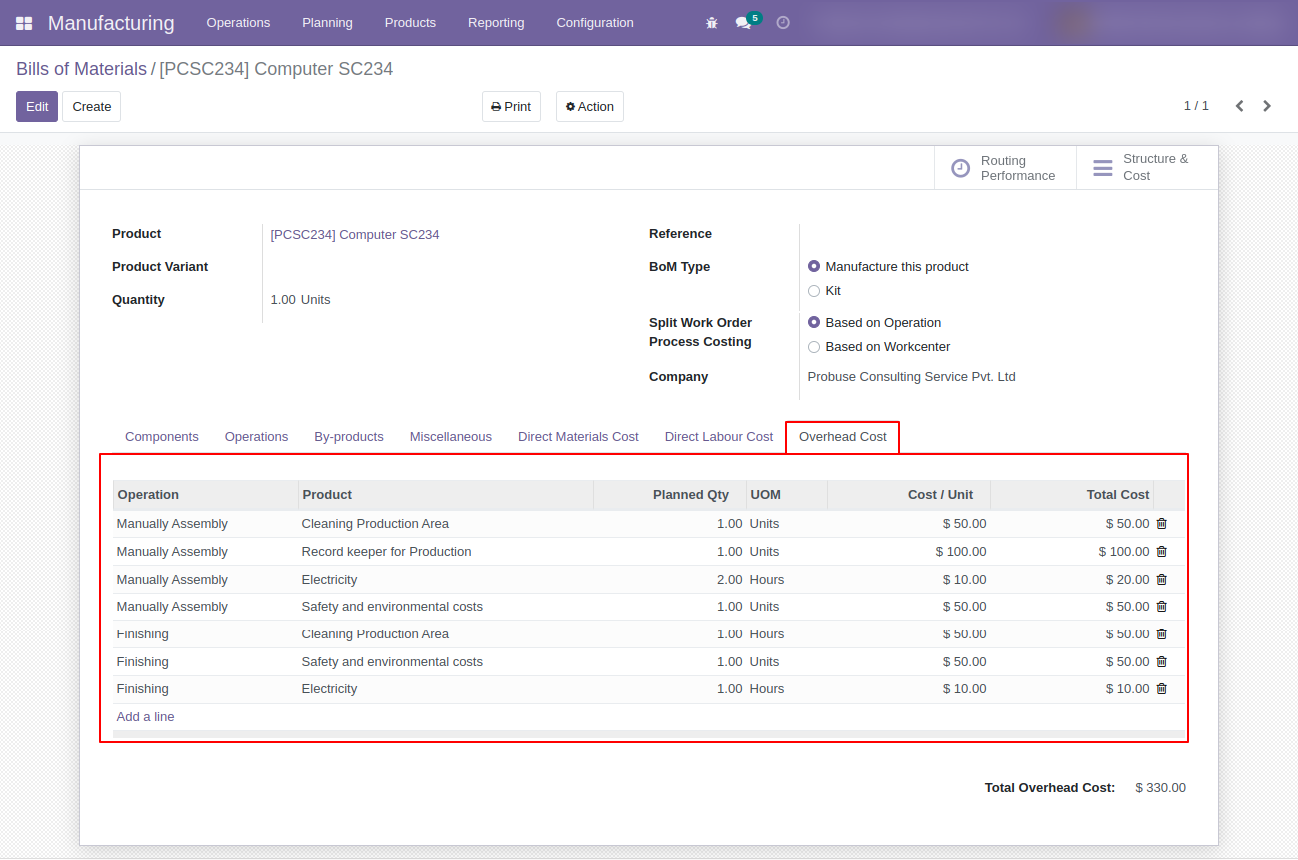 Manufacturing Operations Planning Products Reporting Configuration 5
Bills of Materials / [PCSC234] Computer SC234
Edit Create Print Action 1 / 1
Routing Performance
Structure & Cost
Product [PCSC234] Computer SC234
Product Variant
Quantity 1.00 Units
Reference
BoM Type Manufacture this product
Kit
Split Work Order Process Costing Based on Operation
Based on Workcenter
Company Probuse Consulting Service Pvt. Ltd
Components Operations By-products Miscellaneous Direct Materials Cost Direct Labour Cost Overhead Cost
Operation Product Planned Qty UOM Cost / Unit Total Cost
Manually Assembly Cleaning Production Area 1.00 Units $ 50.00 $ 50.00
Manually Assembly Record keeper for Production 1.00 Units $ 100.00 $ 100.00
Manually Assembly Electricity 2.00 Hours $ 10.00 $ 20.00
Manually Assembly Safety and environmental costs 1.00 Units $ 50.00 $ 50.00
Finishing Cleaning Production Area 1.00 Hours $ 50.00 $ 50.00
Finishing Safety and environmental costs 1.00 Units $ 50.00 $ 50.00
Finishing Electricity 1.00 Hours $ 10.00 $ 10.00
Add a line
Total Overhead Cost: $ 330.00